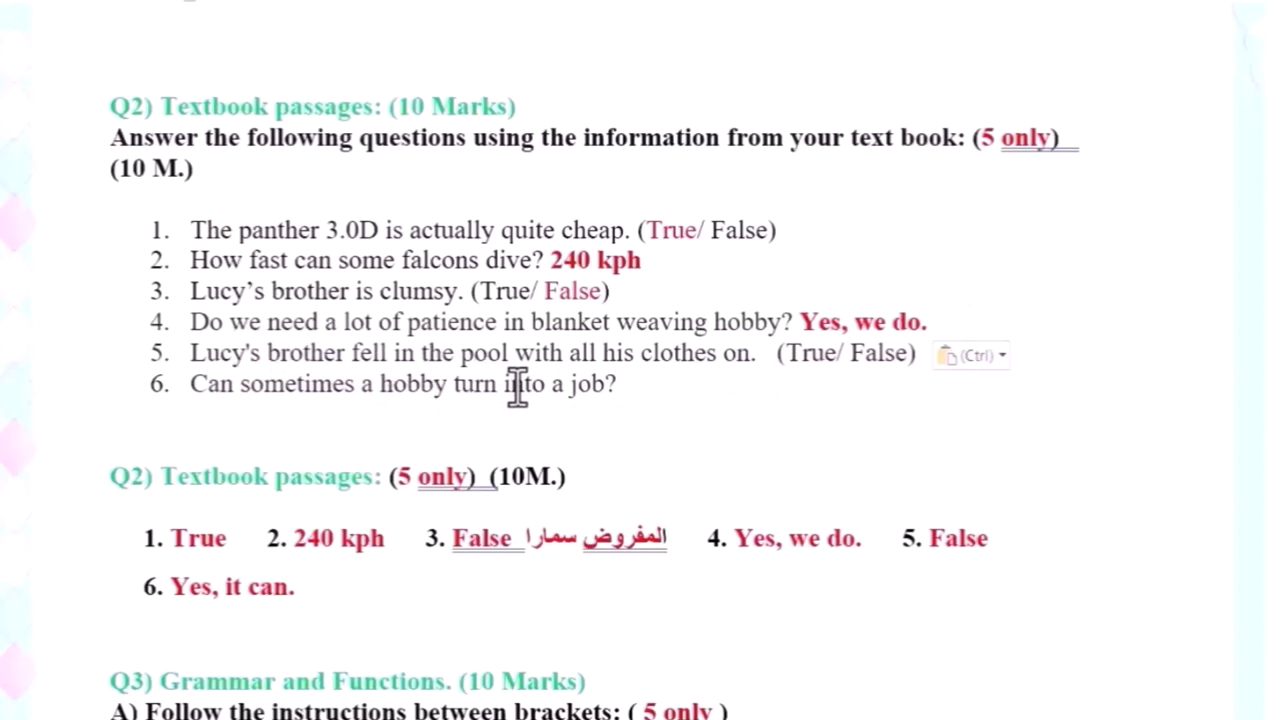 Q2) Textbook passages: (10 Marks)
Answer the following questions using the information from your text book: (5 only)
(10 M.)
1. The panther 3.0D is actually quite cheap. (True/ False)
2. How fast can some falcons dive? 240 kph
3. Lucy’s brother is clumsy. (True/ False)
4. Do we need a lot of patience in blanket weaving hobby? Yes, we do.
5. Lucy's brother fell in the pool with all his clothes on. (True/ False) (Ctrl)
6. Can sometimes a hobby turn into a job?
Q2) Textbook passages: (5 only) (10M.)
1. True 2. 240 kph 3. False المفروض سمارا 4. Yes, we do. 5. False
6. Yes, it can.
Q3) Grammar and Functions. (10 Marks)
A) Follow the instructions between brackets: ( 5 only )